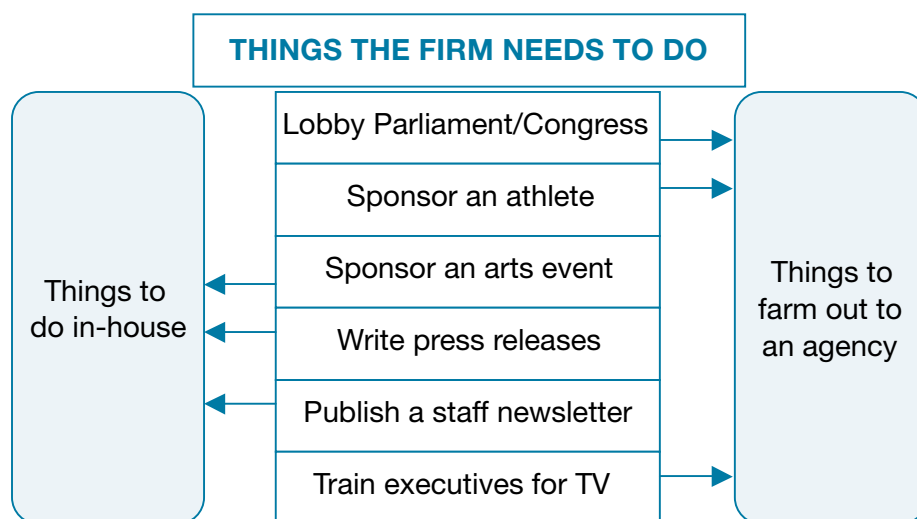 THINGS THE FIRM NEEDS TO DO
Lobby Parliament/Congress
Sponsor an athlete
Sponsor an arts event
Write press releases
Publish a staff newsletter
Train executives for TV
Things to
do in-house
Things to
farm out to
an agency